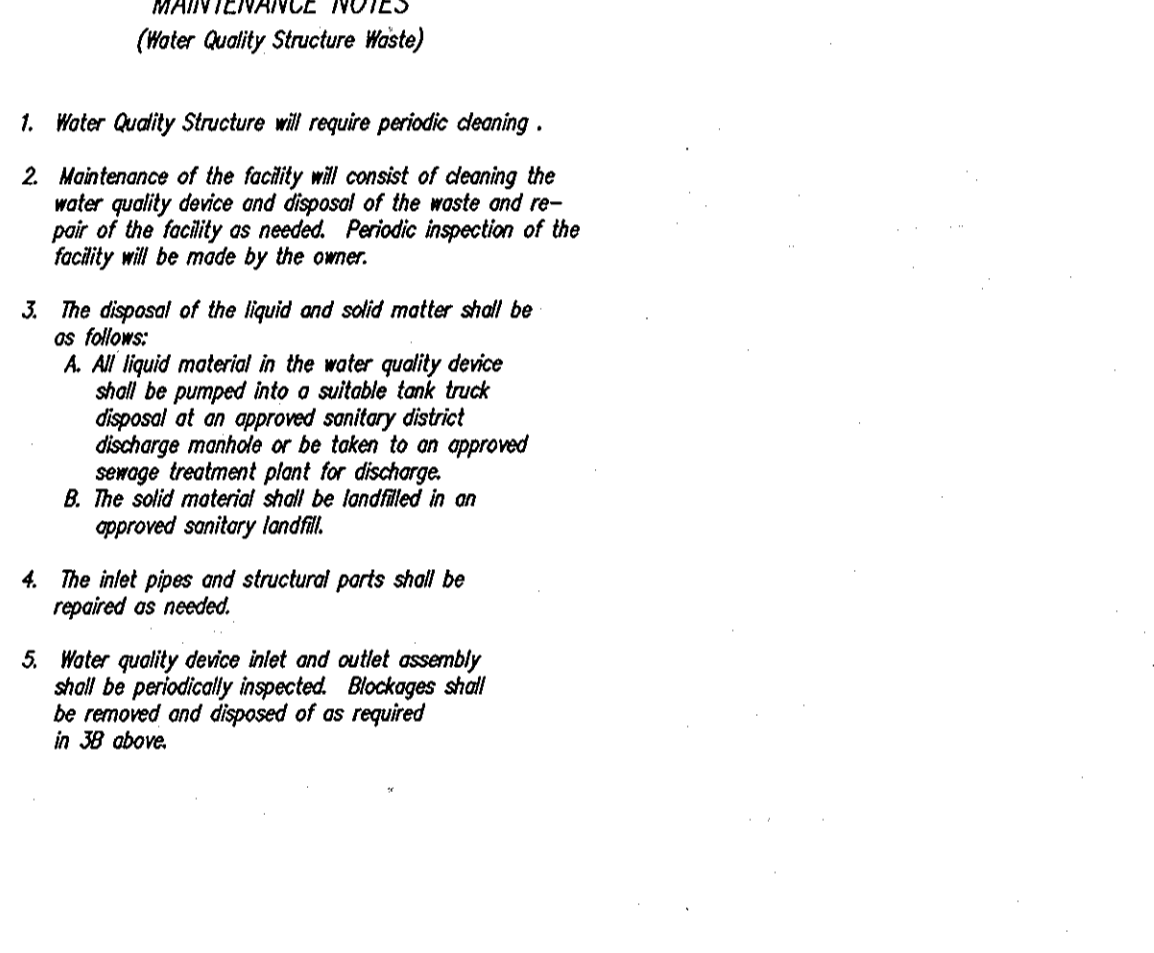 MAINTENANCE NOTES
(Water Quality Structure Waste)
1. Water Quality Structure will require periodic cleaning .
2. Maintenance of the facility will consist of cleaning the
water quality device and disposal of the waste and re-
pair of the facility as needed. Periodic inspection of the
facility will be made by the owner.
3. The disposal of the liquid and solid matter shall be
as follows:
A. All liquid material in the water quality device
shall be pumped into a suitable tank truck
disposal at an approved sanitary district
discharge manhole or be taken to an approved
sewage treatment plant for discharge.
B. The solid material shall be landfilled in an
approved sanitary landfill.
4. The inlet pipes and structural parts shall be
repaired as needed.
5. Water quality device inlet and outlet assembly
shall be periodically inspected. Blockages shall
be removed and disposed of as required
in 3B above.